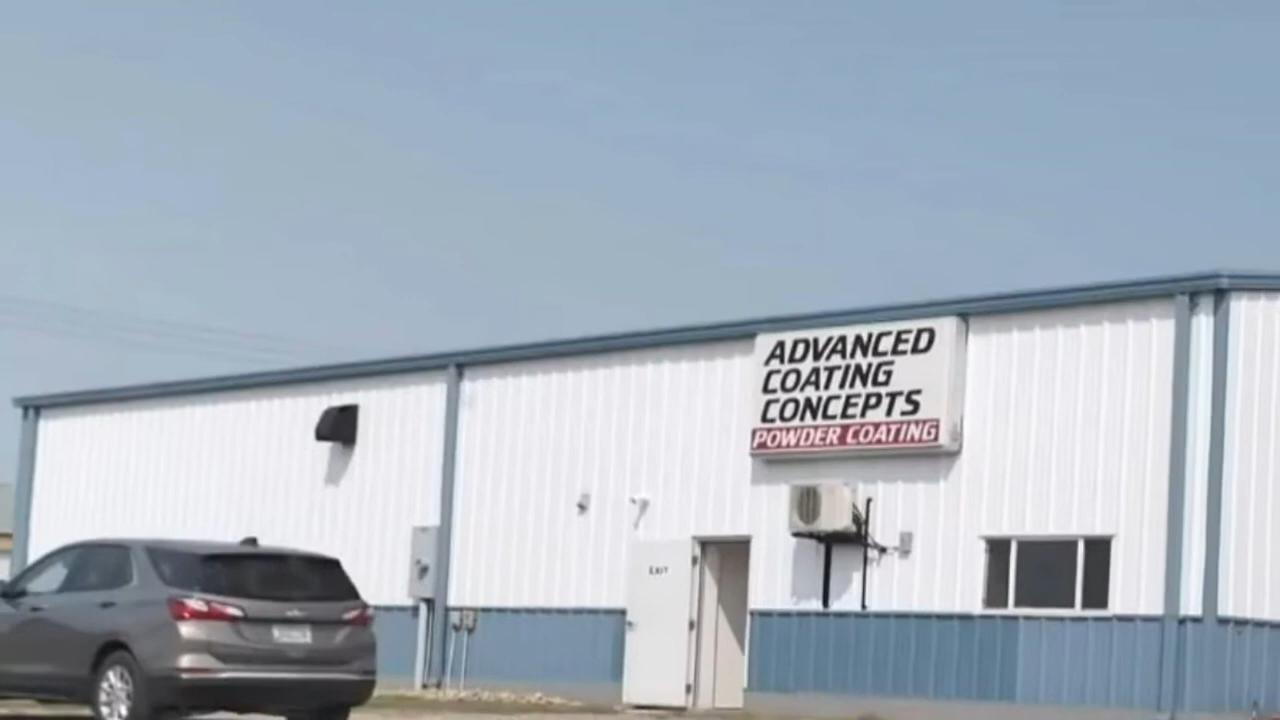 ADVANCED
COATING
CONCEPTS
POWDER COATING
EXIT